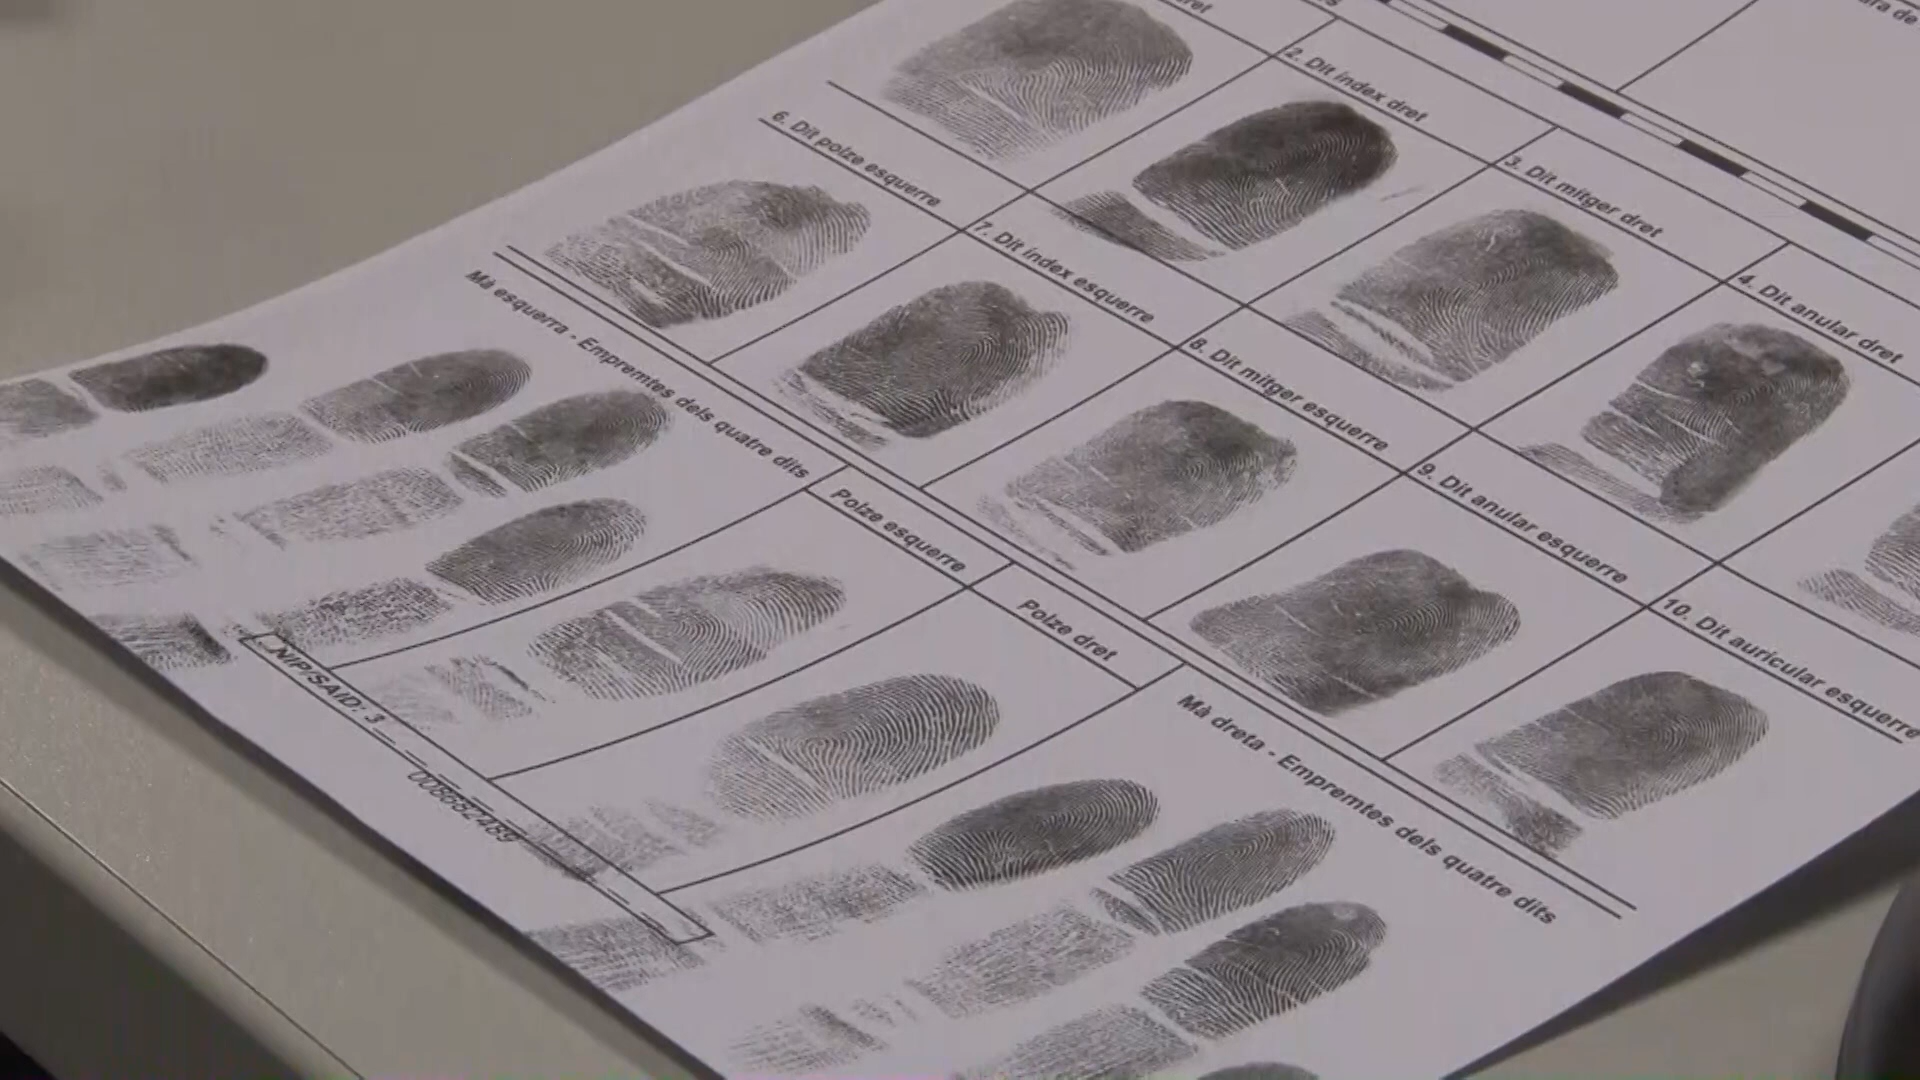 dret
2. Dit índex dret
3. Dit mitger dret
4. Dit anular dret
6. Dit polze esquerre
7. Dit índex esquerre
8. Dit mitger esquerre
9. Dit anular esquerre
10. Dit auricular esquerre
Mà esquerra - Empremtes dels quatre dits
Polze esquerre
Polze dret
Mà dreta - Empremtes dels quatre dits
NIP/SAID: 3